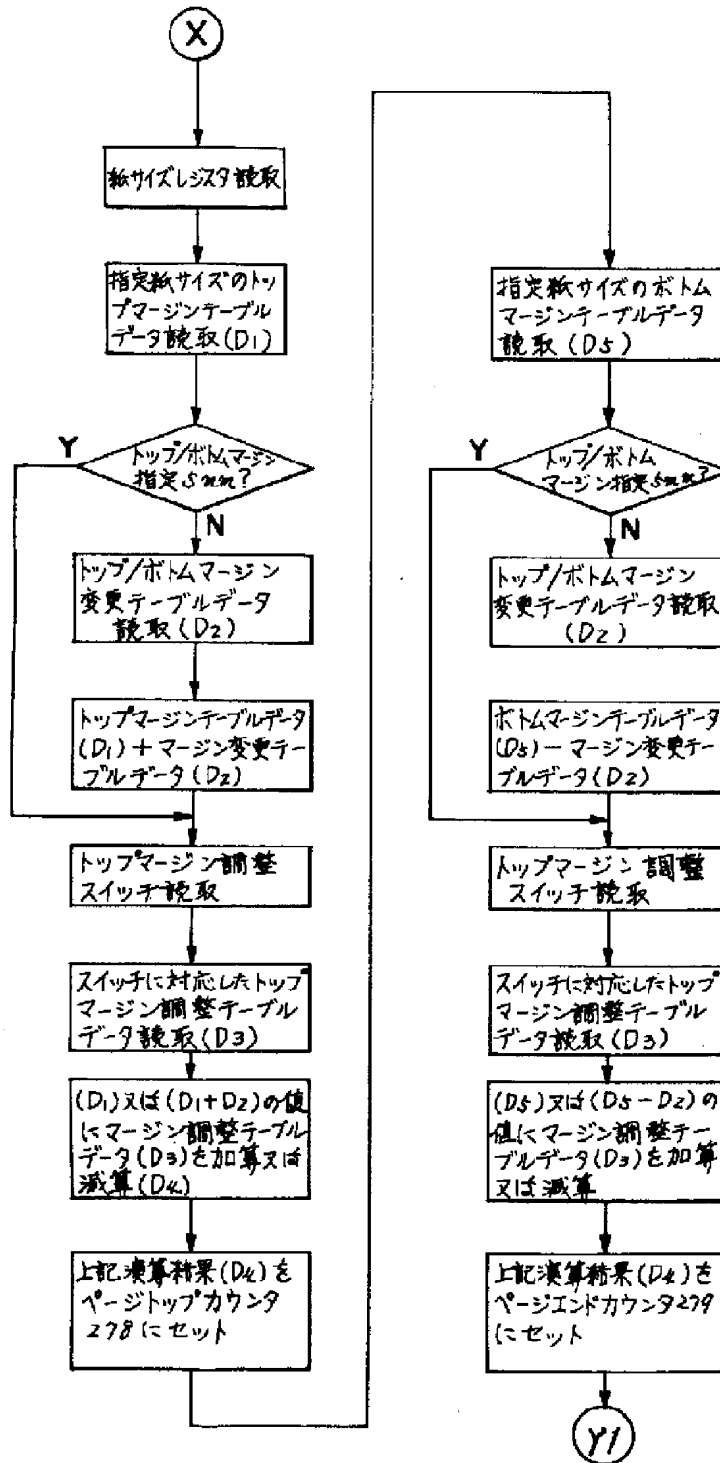 X
紙サイズレジスタ読取
指定紙サイズのトッ
プマージンテーブル
データ読取(D1)
Y
トップ/ボトムマージン
指定5mm?
N
トップ/ボトムマージン
変更テーブルデータ
読取(D2)
トップマージンテーブルデータ
(D1)+マージン変更テー
ブルデータ(D2)
トップマージン調整
スイッチ読取
スイッチに対応したトップ
マージン調整テーブル
データ読取(D3)
(D1)又は(D1+D2)の値
にマージン調整テーブル
データ(D3)を加算又は
減算(D4)
上記演算結果(D4)を
ページトップカウンタ
278にセット
指定紙サイズのボトム
マージンテーブルデータ
読取(D5)
Y
トップ/ボトム
マージン指定5mm?
N
トップ/ボトムマージン
変更テーブルデータ読取
(D2)
ボトムマージンテーブルデータ
(D5)-マージン変更テー
ブルデータ(D2)
トップマージン調整
スイッチ読取
スイッチに対応したトップ
マージン調整テーブル
データ読取(D3)
(D5)又は(D5-D2)の
値にマージン調整テー
ブルデータ(D3)を加算
又は減算
上記演算結果(D4)を
ページエンドカウンタ279
にセット
Y1